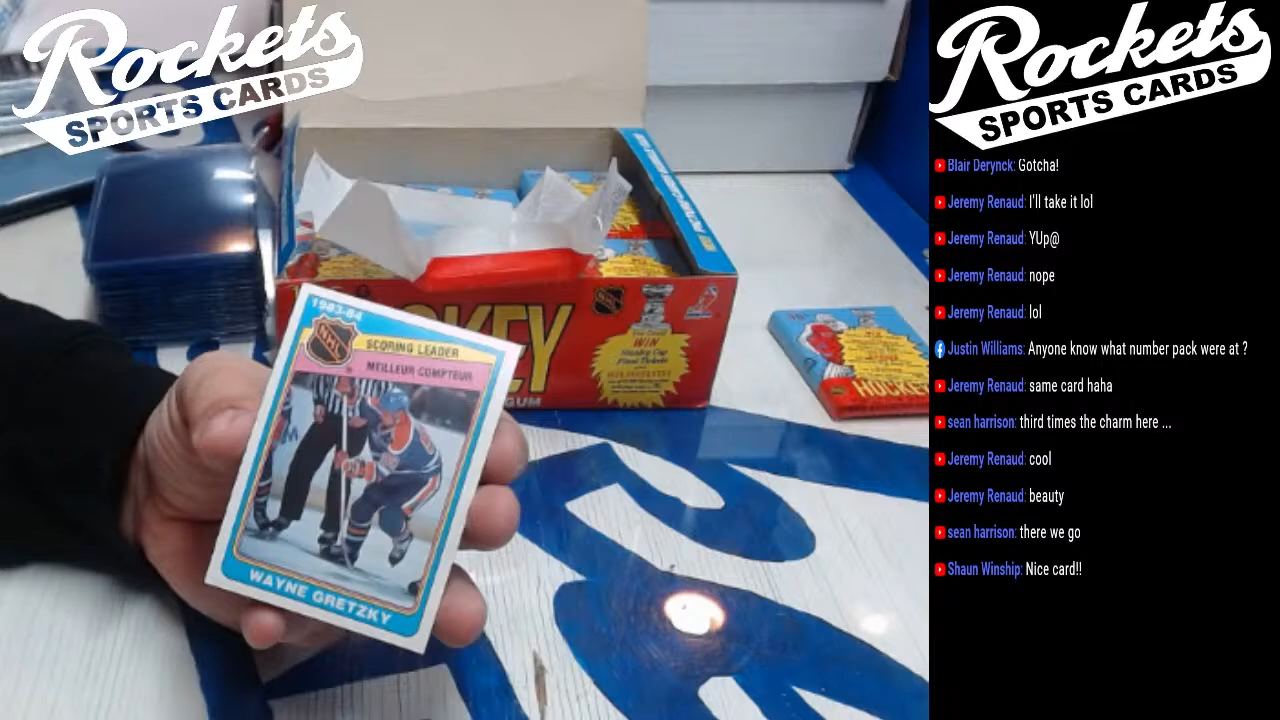 Rockets
SPORTS CARDS
Rockets
SPORTS CARDS
Blair Derynck: Gotcha!
Jeremy Renaud: I'll take it lol
Jeremy Renaud: YUp@
Jeremy Renaud: nope
Jeremy Renaud: lol
Justin Williams: Anyone know what number pack were at ?
Jeremy Renaud: same card haha
sean harrison: third times the charm here ...
Jeremy Renaud: cool
Jeremy Renaud: beauty
sean harrison: there we go
Shaun Winship: Nice card!!
1983-84
NHL
SCORING LEADER
MEILLEUR COMPTEUR
WAYNE GRETZKY
WIN
Stanley Cup
GUM
HOCKEY